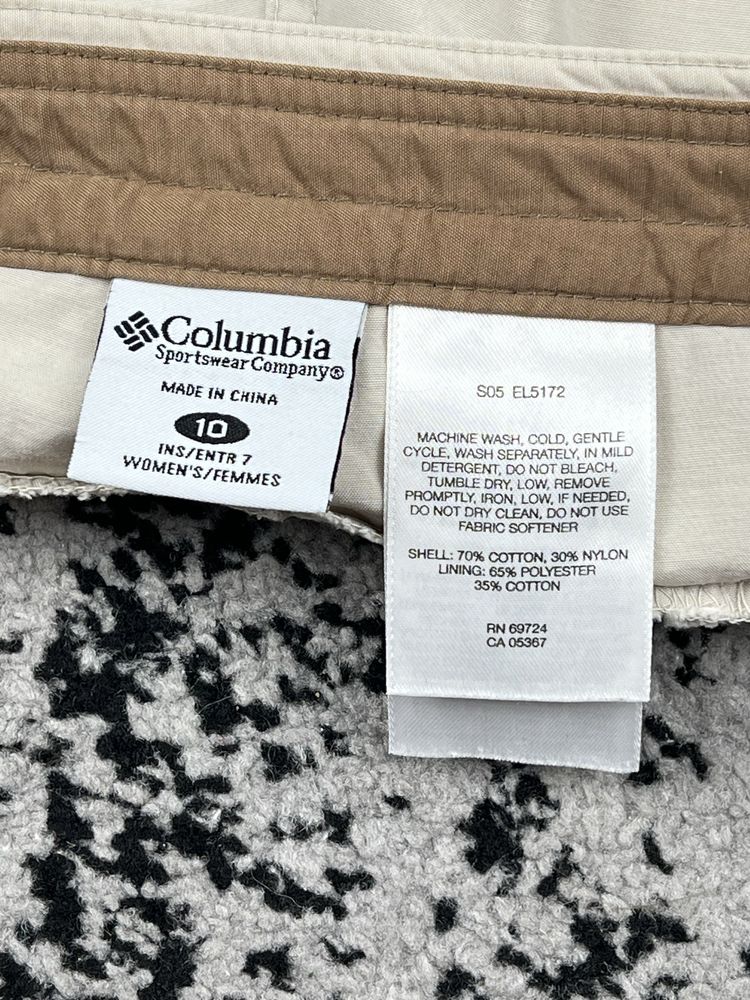 Columbia
Sportswear Company®
MADE IN CHINA
10
INS/ENTR 7
WOMEN'S/FEMMES
S05 EL5172
MACHINE WASH, COLD, GENTLE
CYCLE, WASH SEPARATELY, IN MILD
DETERGENT, DO NOT BLEACH,
TUMBLE DRY, LOW, REMOVE
PROMPTLY, IRON, LOW, IF NEEDED,
DO NOT DRY CLEAN, DO NOT USE
FABRIC SOFTENER
SHELL: 70% COTTON, 30% NYLON
LINING: 65% POLYESTER
35% COTTON
RN 69724
CA 05367